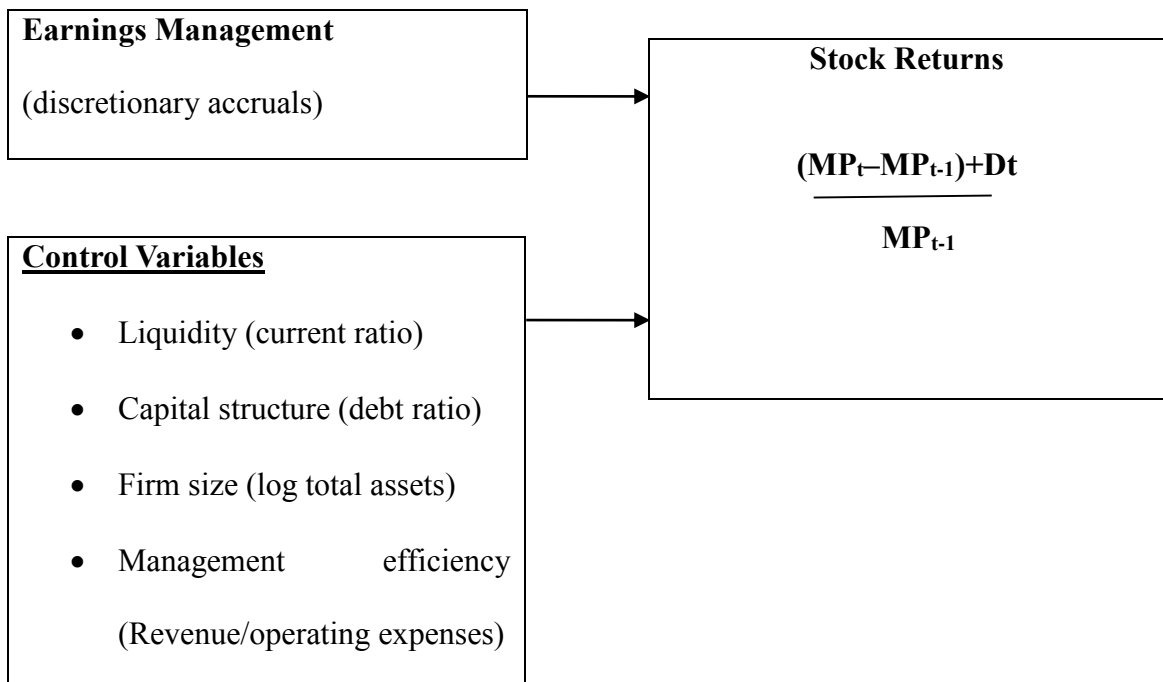 Earnings Management
(discretionary accruals)
Stock Returns
(MPt–MPt-1)+Dt
MPt-1
Control Variables
• Liquidity (current ratio)
• Capital structure (debt ratio)
• Firm size (log total assets)
• Management efficiency
(Revenue/operating expenses)